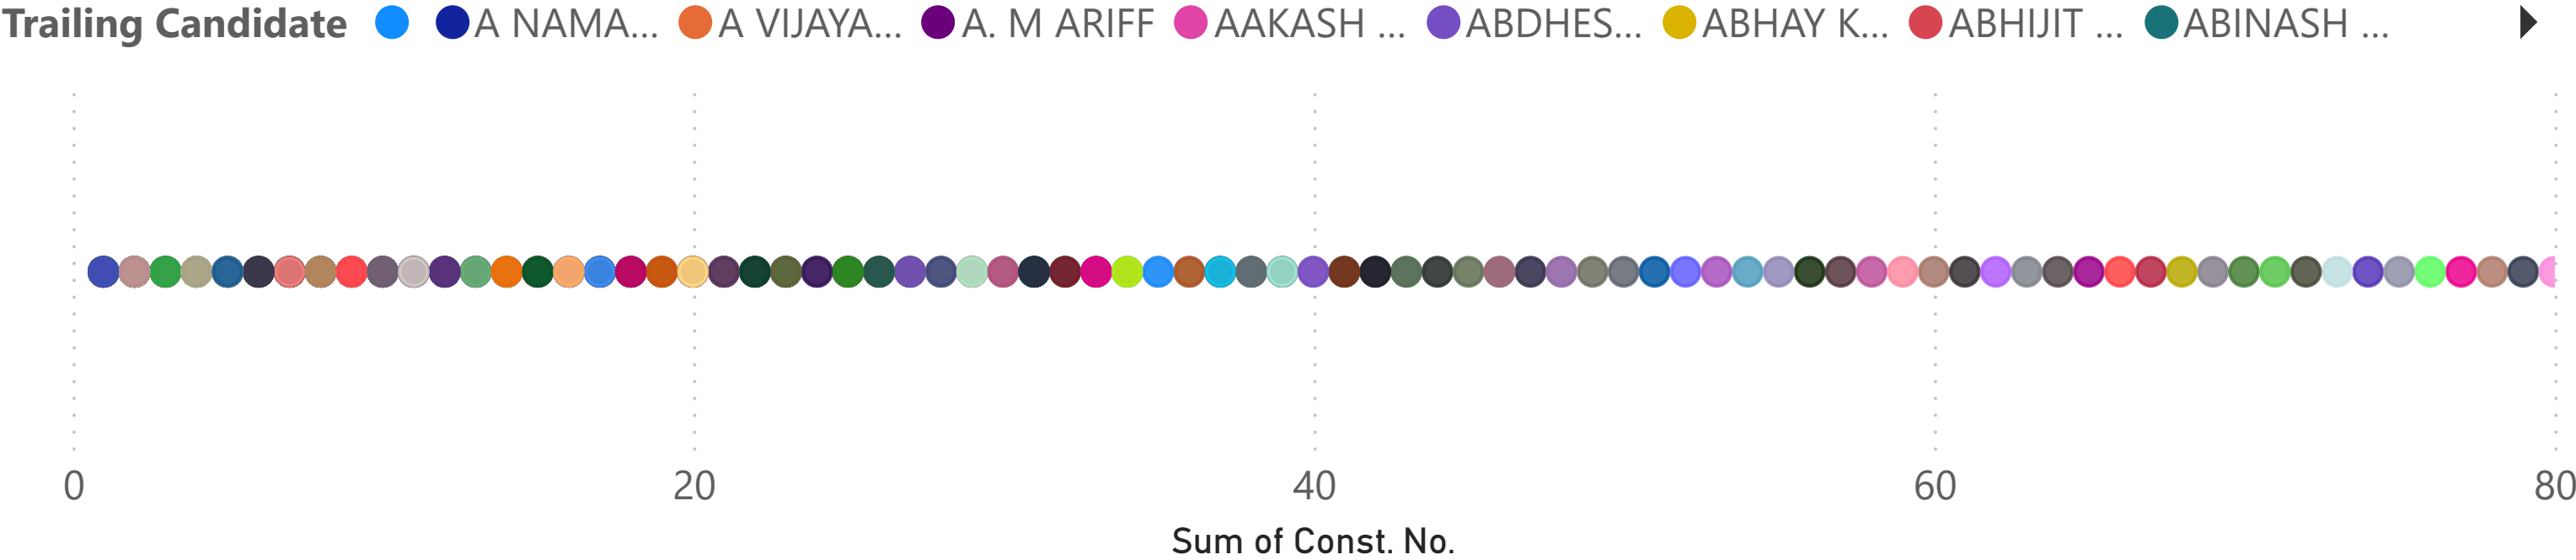 Trailing Candidate A NAMA... A VIJAYA... A. M ARIFF AAKASH ... ABDHES... ABHAY K... ABHIJIT ... ABINASH ...
0 20 40 60 80
Sum of Const. No.